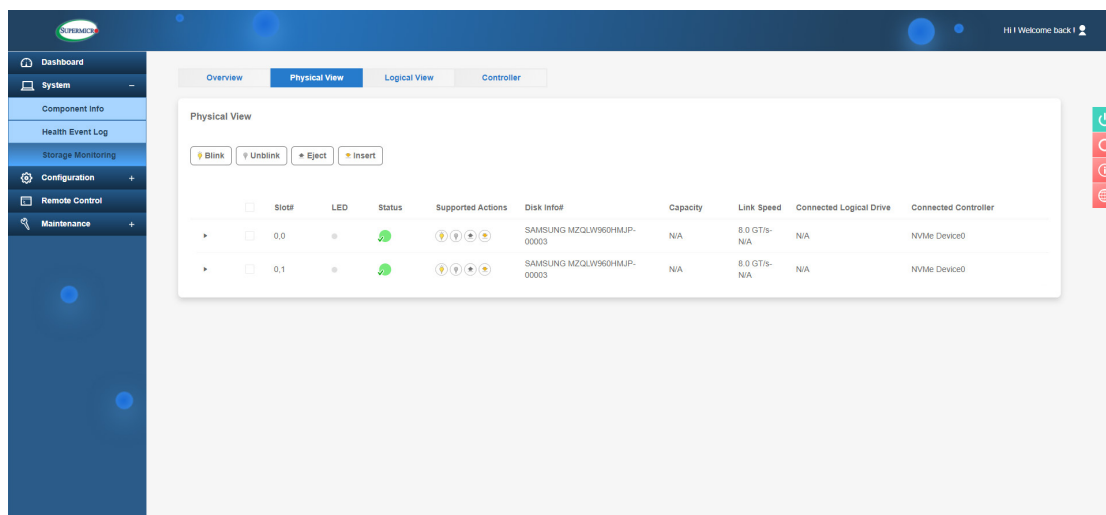 SUPERMICR
Hi ! Welcome back !
Dashboard
System −
Component Info
Health Event Log
Storage Monitoring
Configuration +
Remote Control
Maintenance +
Overview Physical View Logical View Controller
Physical View
Blink Unblink Eject Insert
Slot# LED Status Supported Actions Disk Info# Capacity Link Speed Connected Logical Drive Connected Controller
0,0 SAMSUNG MZQLW960HMJP-
00003 N/A 8.0 GT/s-
N/A N/A NVMe Device0
0,1 SAMSUNG MZQLW960HMJP-
00003 N/A 8.0 GT/s-
N/A N/A NVMe Device0